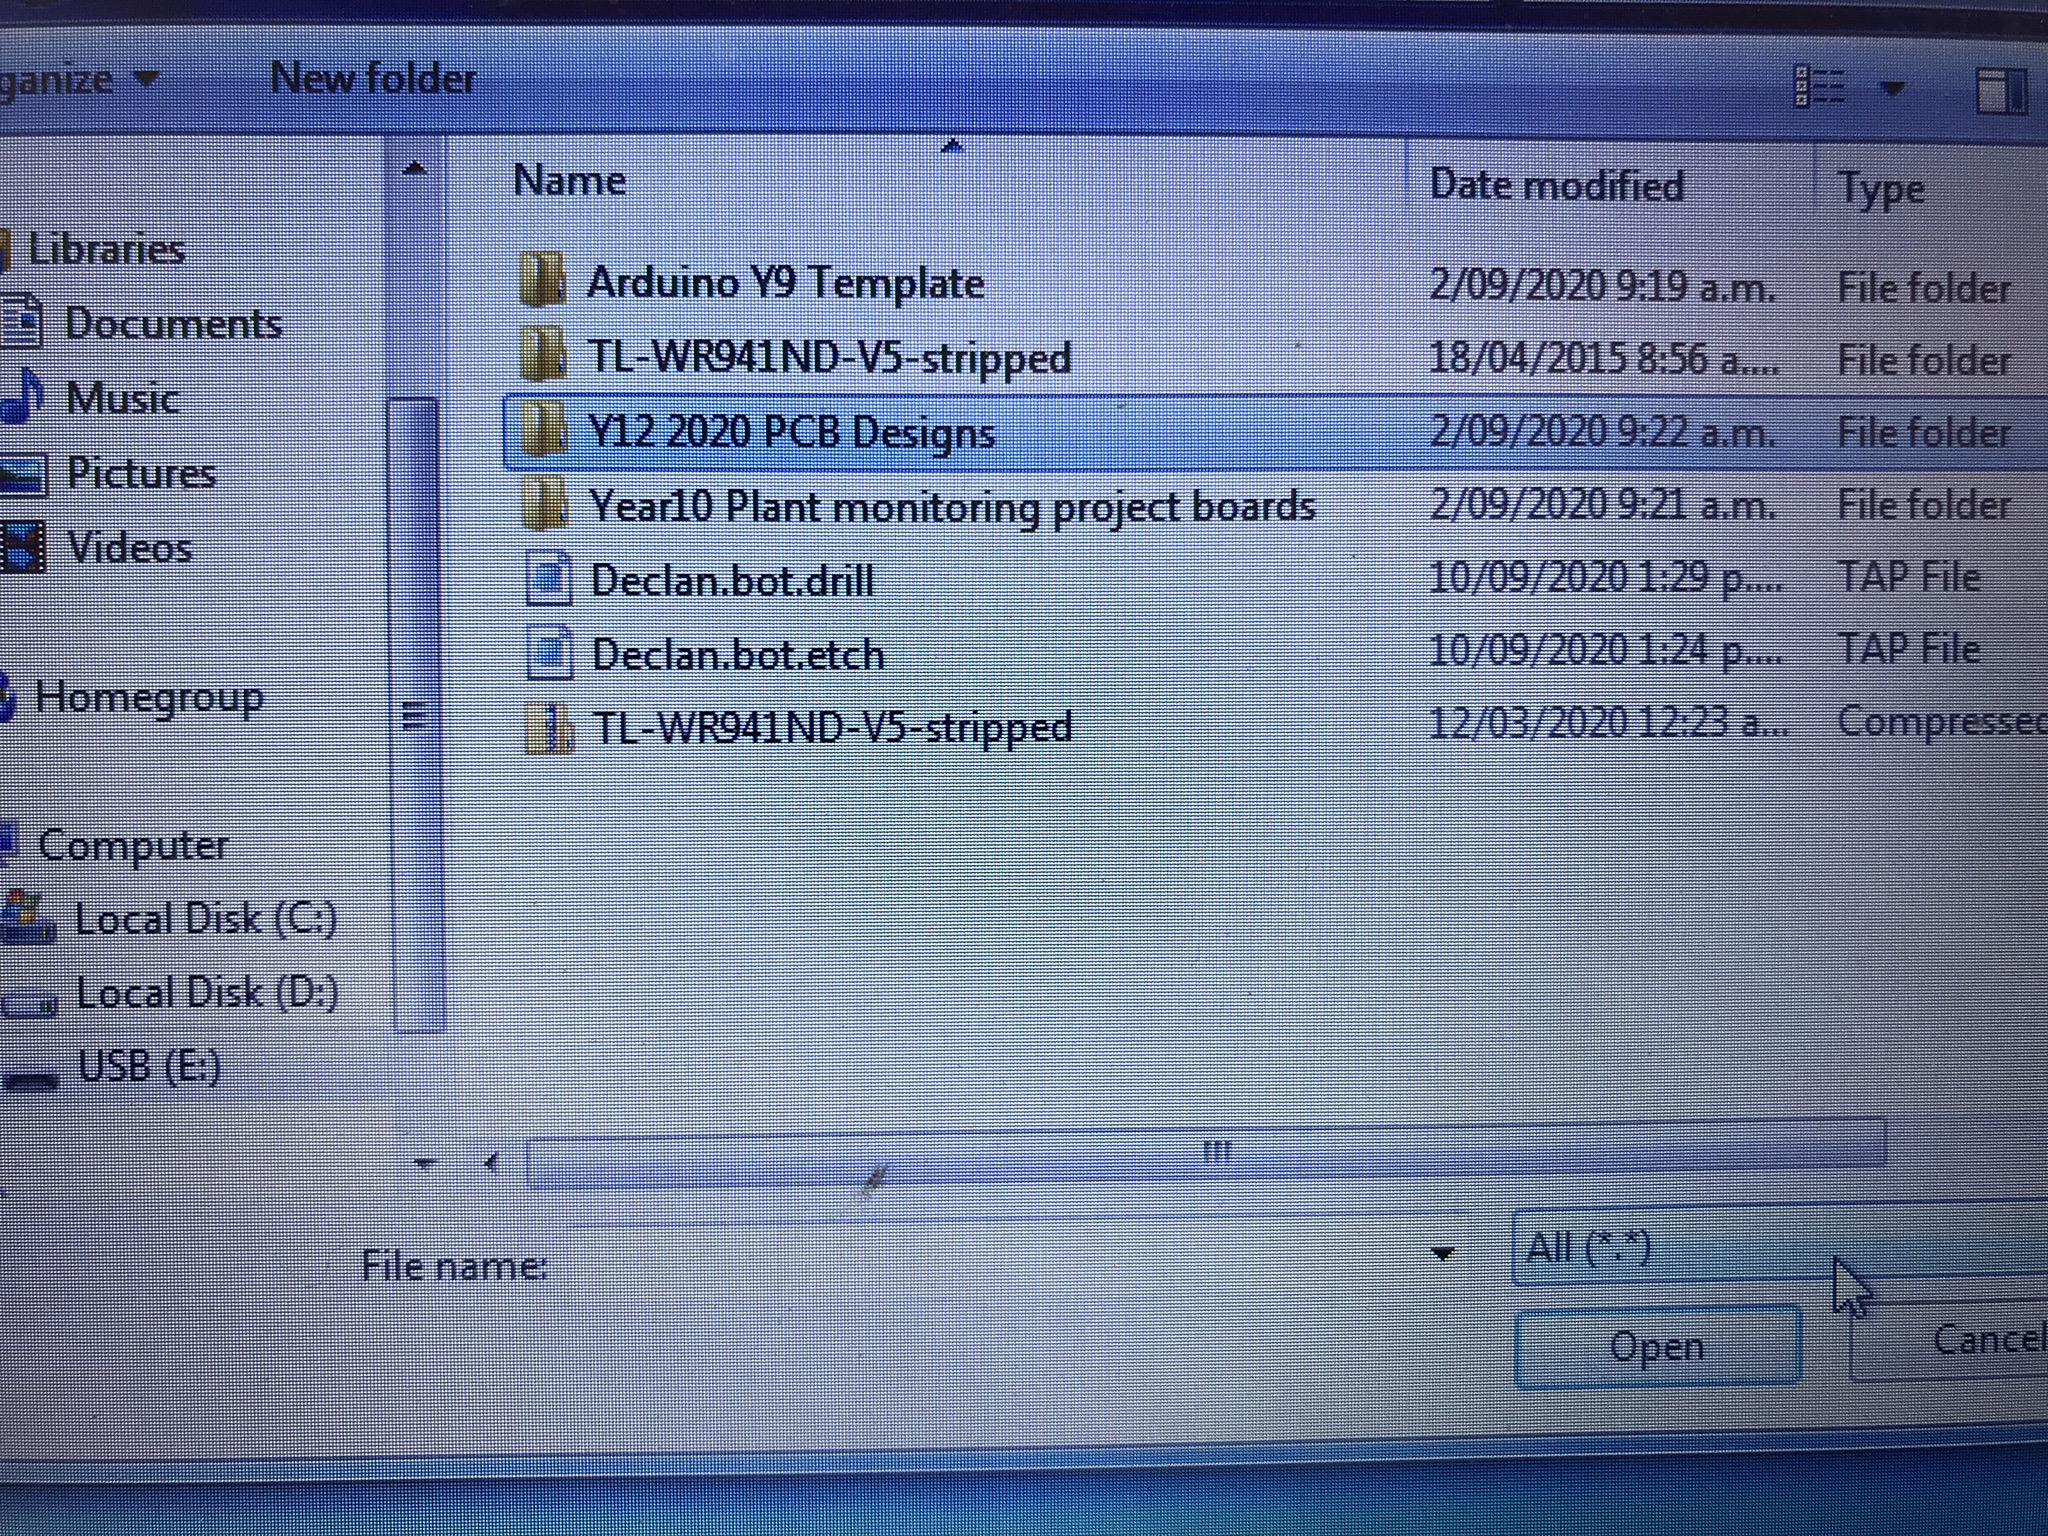 ganize New folder
Name Date modified Type
Libraries
Documents
Music
Pictures
Videos
Homegroup
Computer
Local Disk (C:)
Local Disk (D:)
USB (E:)
Arduino Y9 Template 2/09/2020 9:19 a.m. File folder
TL-WR941ND-V5-stripped 18/04/2015 8:56 a.... File folder
Y12 2020 PCB Designs 2/09/2020 9:22 a.m. File folder
Year10 Plant monitoring project boards 2/09/2020 9:21 a.m. File folder
Declan.bot.drill 10/09/2020 1:29 p.... TAP File
Declan.bot.etch 10/09/2020 1:24 p.... TAP File
TL-WR941ND-V5-stripped 12/03/2020 12:23 a... Compressed
File name: All (*.*)
Open Cancel